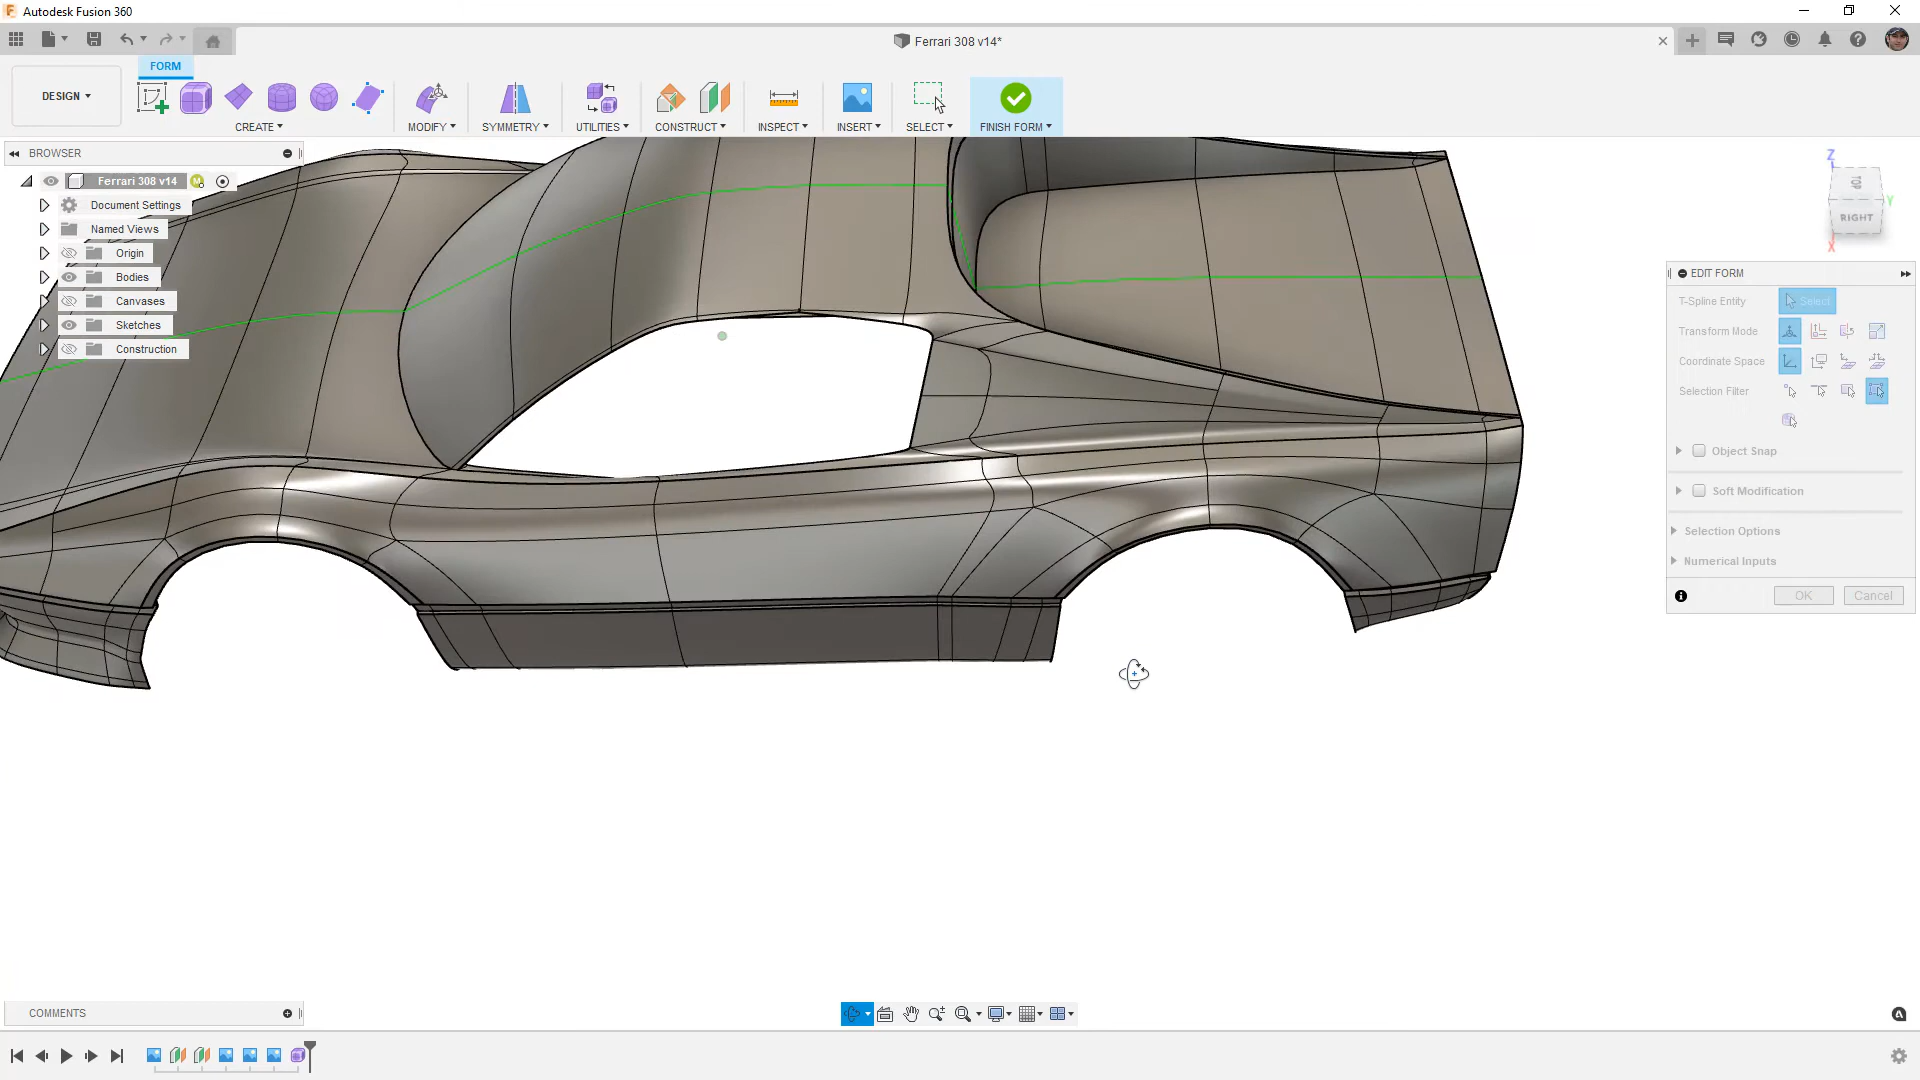 Autodesk Fusion 360
Ferrari 308 v14*
FORM
DESIGN
CREATE
MODIFY
SYMMETRY
UTILITIES
CONSTRUCT
INSPECT
INSERT
SELECT
FINISH FORM
BROWSER
Ferrari 308 v14
M
Document Settings
Named Views
Origin
Bodies
Canvases
Sketches
Construction
Z
TOP
RIGHT
Y
X
EDIT FORM
T-Spline Entity
Select
Transform Mode
Coordinate Space
Selection Filter
Object Snap
Soft Modification
Selection Options
Numerical Inputs
OK
Cancel
COMMENTS